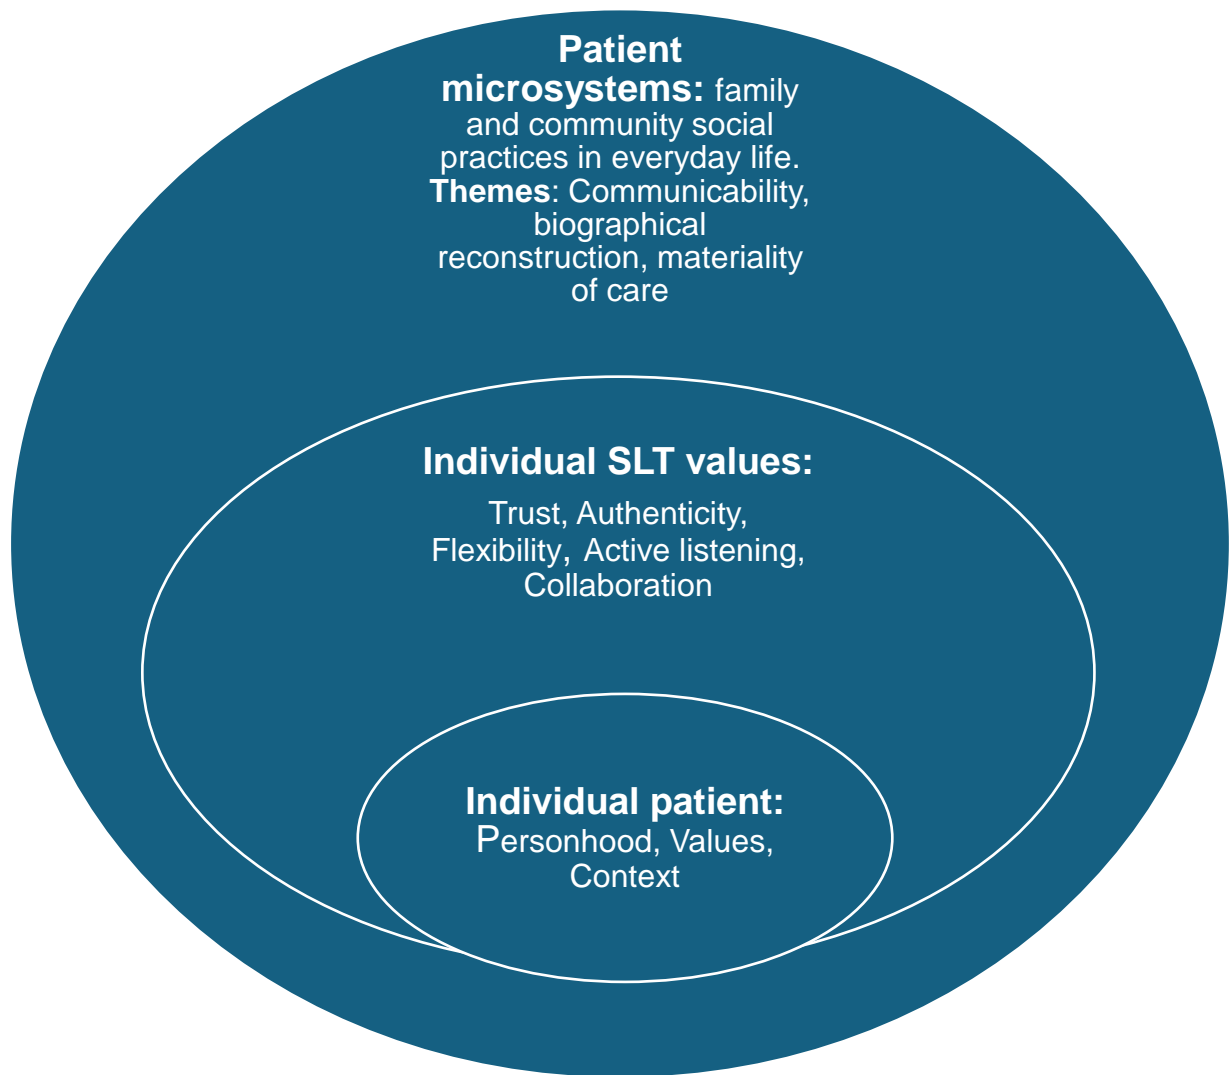 Patient
microsystems: family
and community social
practices in everyday life.
Themes: Communicability,
biographical
reconstruction, materiality
of care
Individual SLT values:
Trust, Authenticity,
Flexibility, Active listening,
Collaboration
Individual patient:
Personhood, Values,
Context